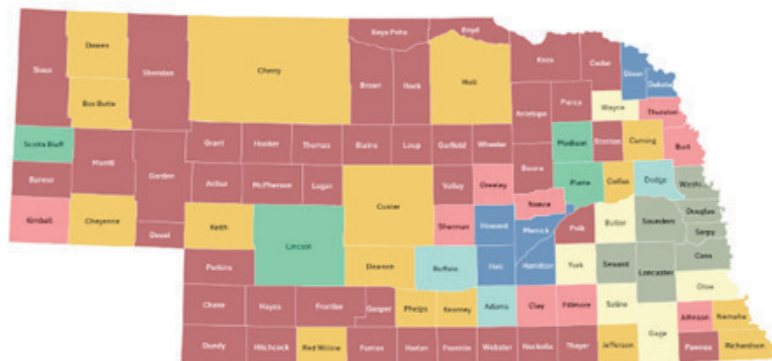 Keya Paha
Boyd
Dawes
Sioux
Sheridan
Cherry
Holt
Knox
Cedar
Dixon
Dakota
Brown
Rock
Box Butte
Antelope
Pierce
Wayne
Thurston
Scotts Bluff
Grant
Hooker
Thomas
Blaine
Loup
Garfield
Wheeler
Madison
Stanton
Cuming
Burt
Morrill
Garden
Banner
Arthur
McPherson
Logan
Custer
Valley
Greeley
Boone
Platte
Colfax
Dodge
Nance
Kimball
Cheyenne
Deuel
Keith
Lincoln
Sherman
Howard
Merrick
Polk
Butler
Saunders
Douglas
Sarpy
Perkins
Dawson
Buffalo
Hall
Hamilton
York
Seward
Lancaster
Cass
Otoe
Chase
Hayes
Frontier
Gosper
Phelps
Kearney
Adams
Clay
Fillmore
Saline
Gage
Johnson
Nemaha
Dundy
Hitchcock
Red Willow
Furnas
Harlan
Franklin
Webster
Nuckolls
Thayer
Jefferson
Pawnee
Richardson